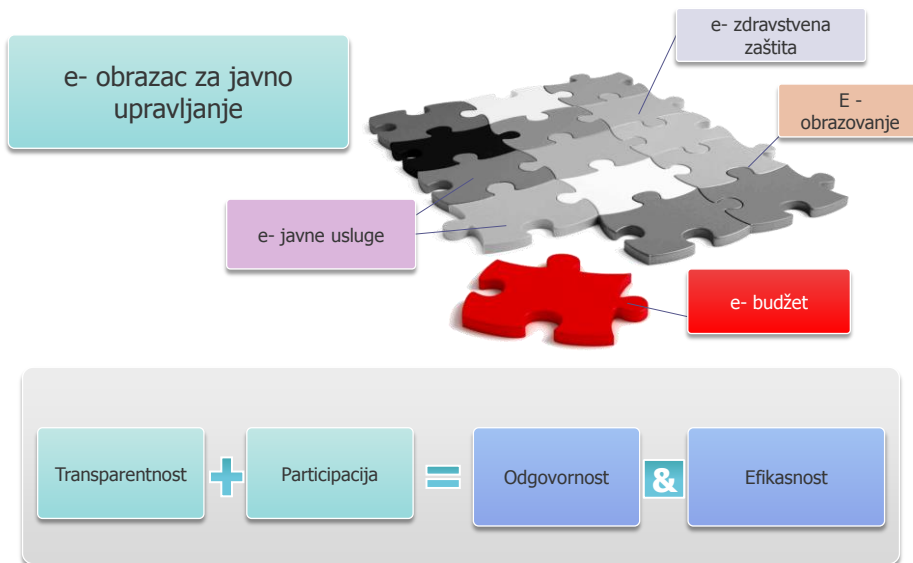 e- obrazac za javno
upravljanje
e- zdravstvena
zaštita
E -
obrazovanje
e- javne usluge
e- budžet
Transparentnost + Participacija = Odgovornost & Efikasnost